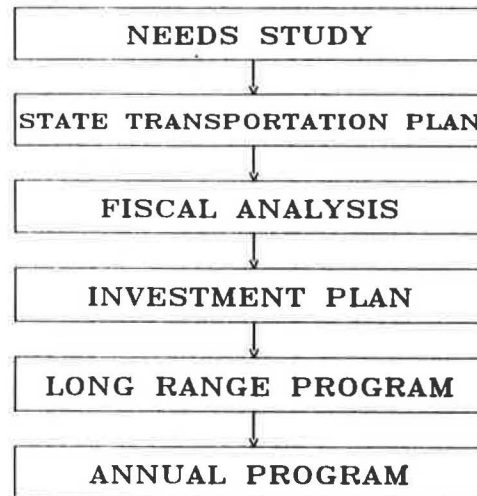 NEEDS STUDY
STATE TRANSPORTATION PLAN
FISCAL ANALYSIS
INVESTMENT PLAN
LONG RANGE PROGRAM
ANNUAL PROGRAM